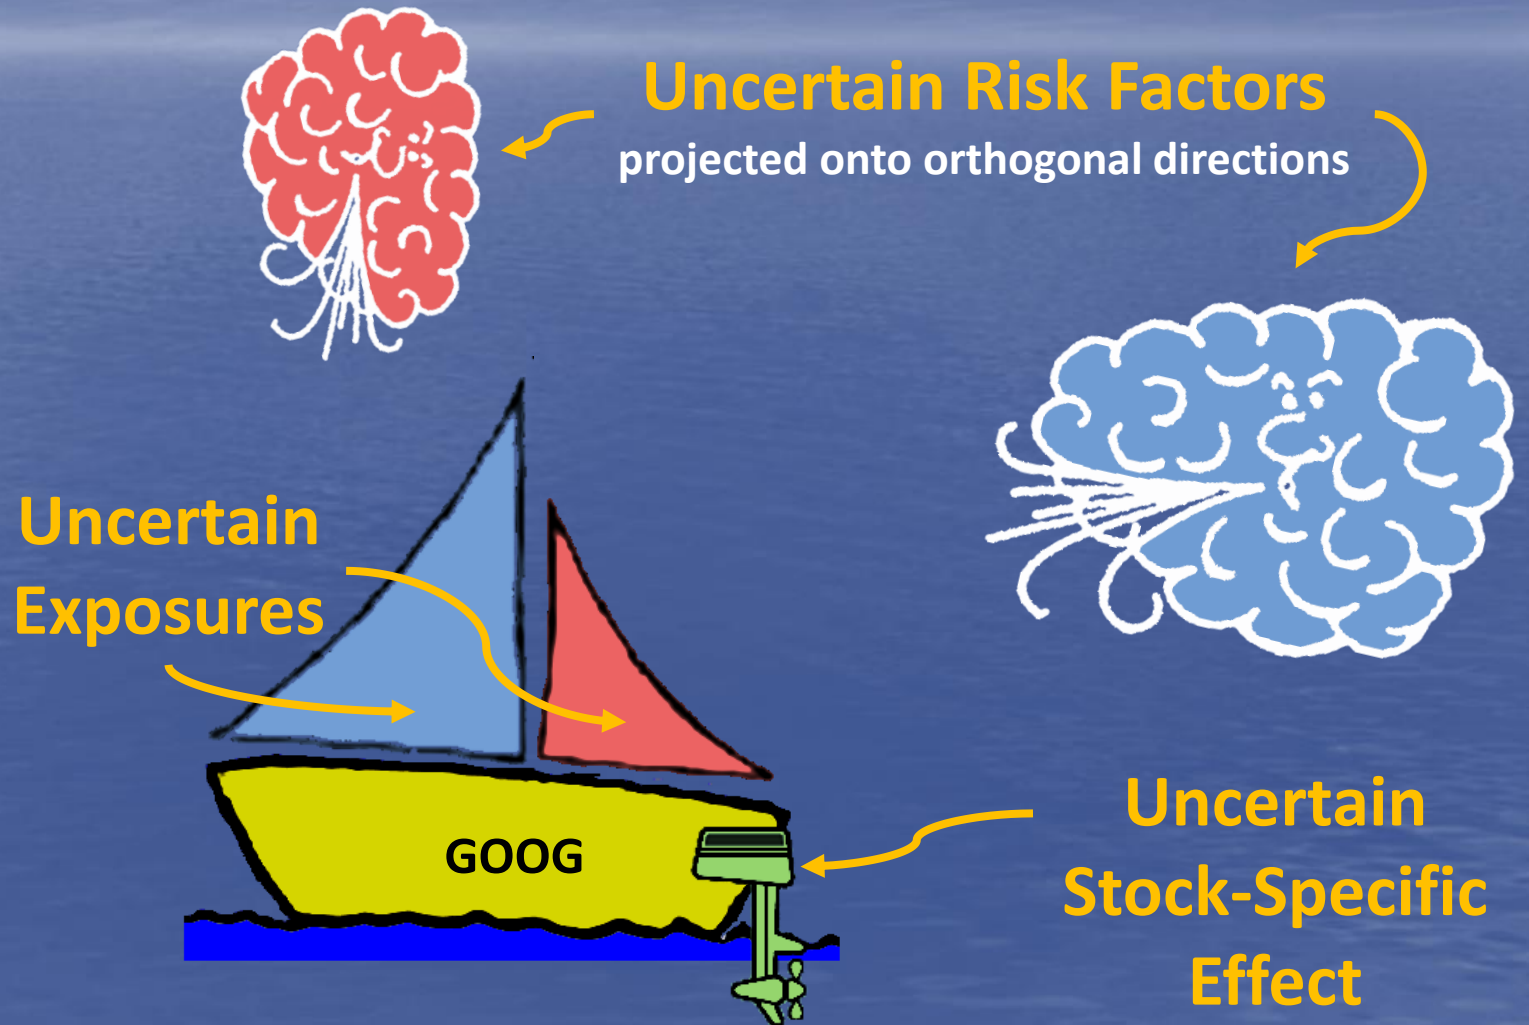 Uncertain Risk Factors
projected onto orthogonal directions
Uncertain
Exposures
GOOG
Uncertain
Stock-Specific
Effect